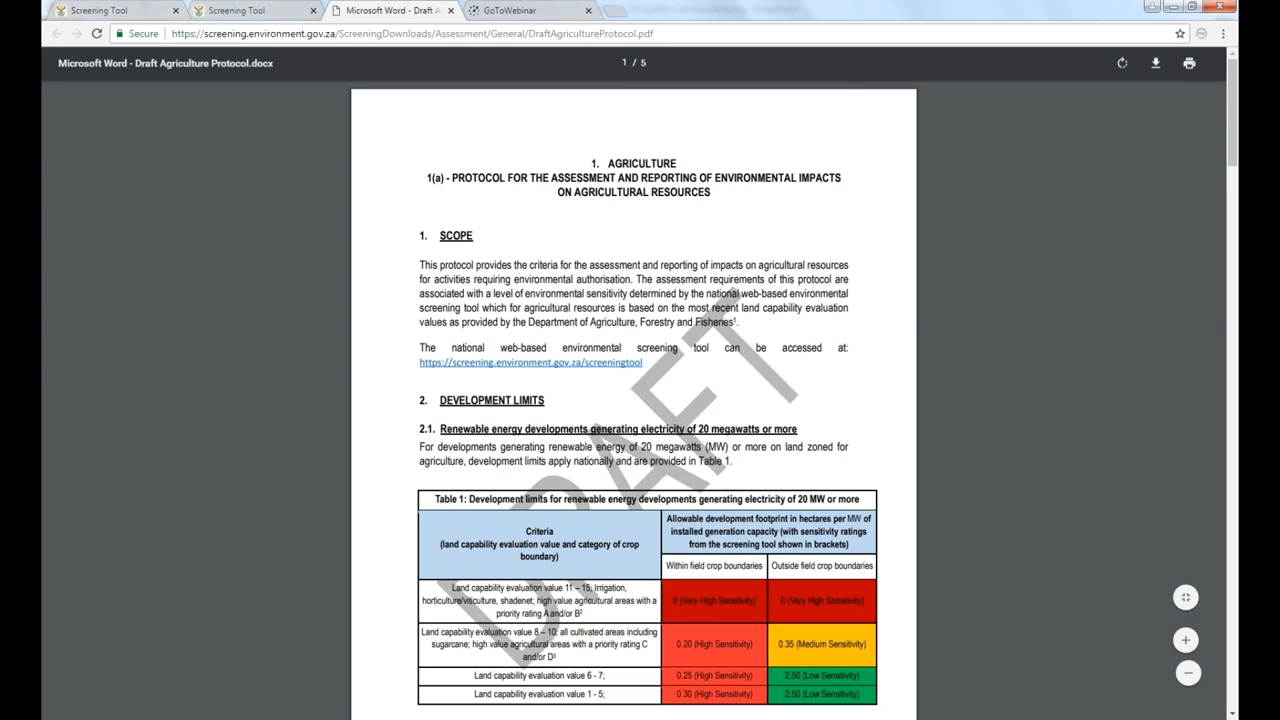 Screening Tool
Screening Tool
Microsoft Word - Draft A
GoToWebinar
Secure
https://screening.environment.gov.za/ScreeningDownloads/Assessment/General/DraftAgricultureProtocol.pdf
Microsoft Word - Draft Agriculture Protocol.docx
1 / 5
1. AGRICULTURE
1(a) - PROTOCOL FOR THE ASSESSMENT AND REPORTING OF ENVIRONMENTAL IMPACTS
ON AGRICULTURAL RESOURCES
1. SCOPE
This protocol provides the criteria for the assessment and reporting of impacts on agricultural resources
for activities requiring environmental authorisation. The assessment requirements of this protocol are
associated with a level of environmental sensitivity determined by the national web-based environmental
screening tool which for agricultural resources is based on the most recent land capability evaluation
values as provided by the Department of Agriculture, Forestry and Fisheries¹.
The national web-based environmental screening tool can be accessed at:
https://screening.environment.gov.za/screeningtool
2. DEVELOPMENT LIMITS
2.1. Renewable energy developments generating electricity of 20 megawatts or more
For developments generating renewable energy of 20 megawatts (MW) or more on land zoned for
agriculture, development limits apply nationally and are provided in Table 1.
DRAFT
Table 1: Development limits for renewable energy developments generating electricity of 20 MW or more
Criteria
(land capability evaluation value and category of crop
boundary)
Allowable development footprint in hectares per MW of
installed generation capacity (with sensitivity ratings
from the screening tool shown in brackets)
Within field crop boundaries
Outside field crop boundaries
Land capability evaluation value 11 – 15; Irrigation,
horticulture/viticulture, shadenet; high value agricultural areas with a
priority rating A and/or B²
0 (Very High Sensitivity)
0 (Very High Sensitivity)
Land capability evaluation value 8 – 10; all cultivated areas including
sugarcane; high value agricultural areas with a priority rating C
and/or D³
0.20 (High Sensitivity)
0.35 (Medium Sensitivity)
Land capability evaluation value 6 - 7;
0.25 (High Sensitivity)
2.50 (Low Sensitivity)
Land capability evaluation value 1 - 5;
0.30 (High Sensitivity)
2.50 (Low Sensitivity)